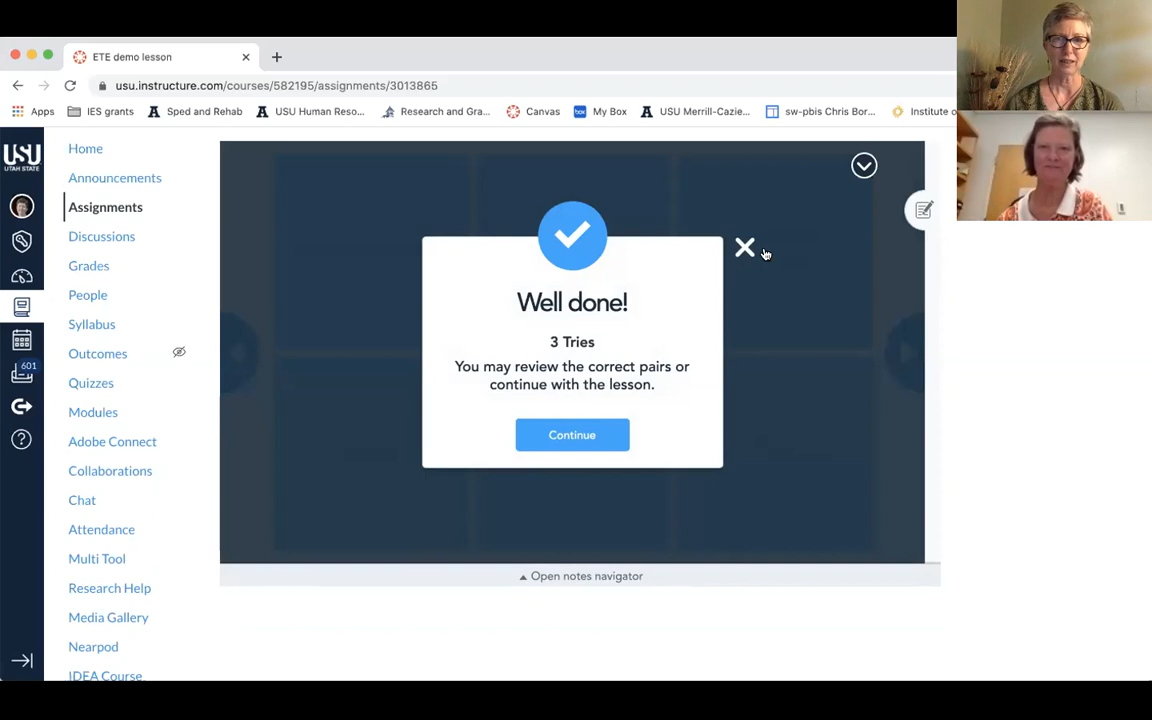 ETE demo lesson
usu.instructure.com/courses/582195/assignments/3013865
Apps IES grants Sped and Rehab USU Human Reso... Research and Gra... Canvas box My Box USU Merrill-Cazie... sw-pbis Chris Bor... Institute o
USU
UTAH STATE
601
Home
Announcements
Assignments
Discussions
Grades
People
Syllabus
Outcomes
Quizzes
Modules
Adobe Connect
Collaborations
Chat
Attendance
Multi Tool
Research Help
Media Gallery
Nearpod
IDEA Course
Well done!
3 Tries
You may review the correct pairs or
continue with the lesson.
Continue
Open notes navigator